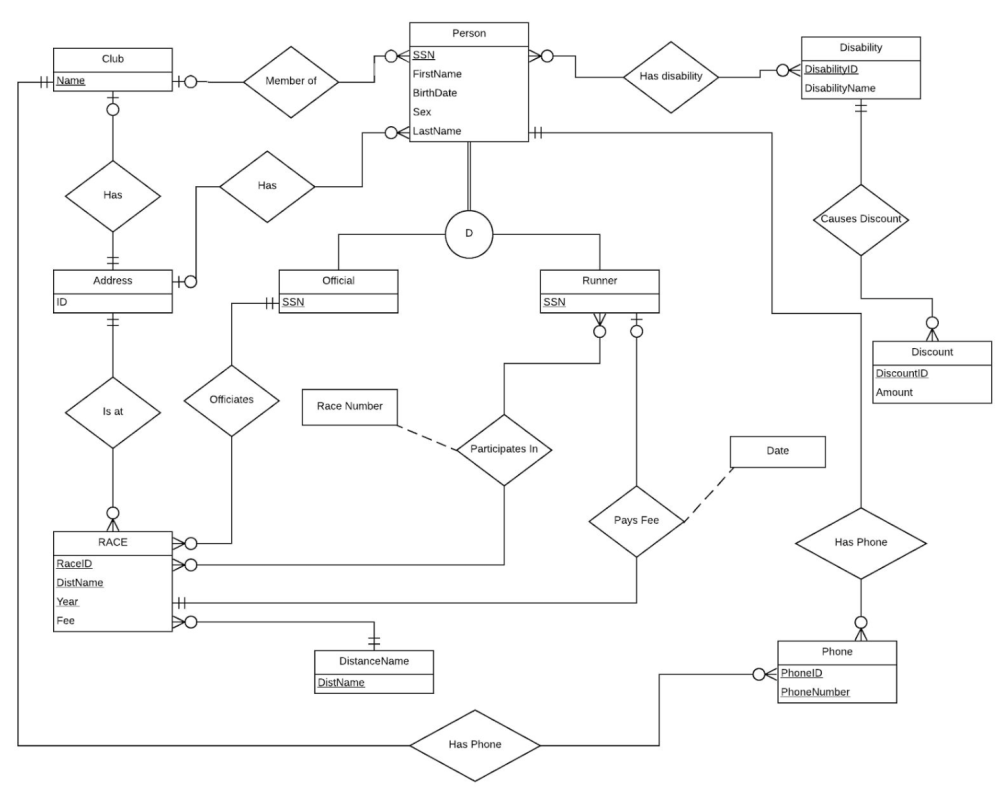 Person
SSN
FirstName
BirthDate
Sex
LastName
Club
Name
Member of
Has disability
Disability
DisabilityID
DisabilityName
Has
Has
Causes Discount
D
Address
ID
Official
SSN
Runner
SSN
Discount
DiscountID
Amount
Is at
Officiates
Race Number
Participates In
Date
Pays Fee
Has Phone
RACE
RaceID
DistName
Year
Fee
DistanceName
DistName
Phone
PhoneID
PhoneNumber
Has Phone